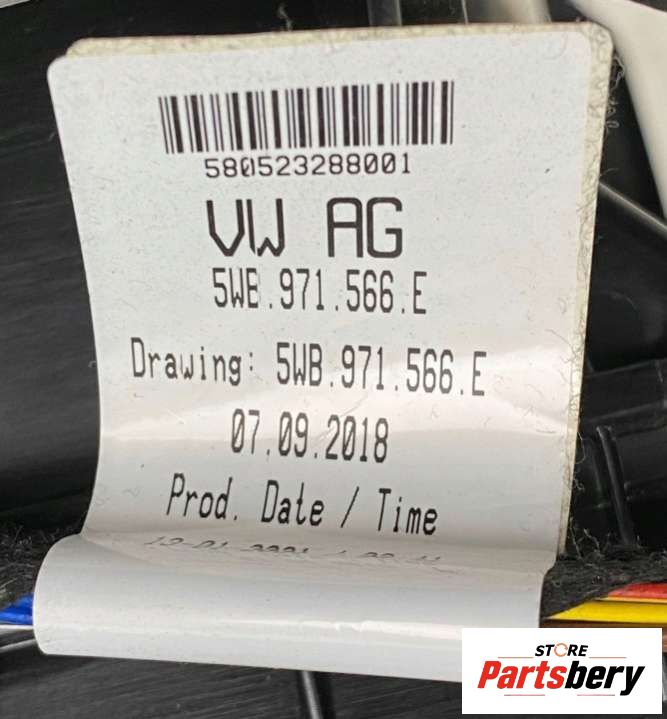 580523288001
VW AG
5WB.971.566.E
Drawing: 5WB.971.566.E
07.09.2018
Prod. Date / Time
STORE
Partsbery